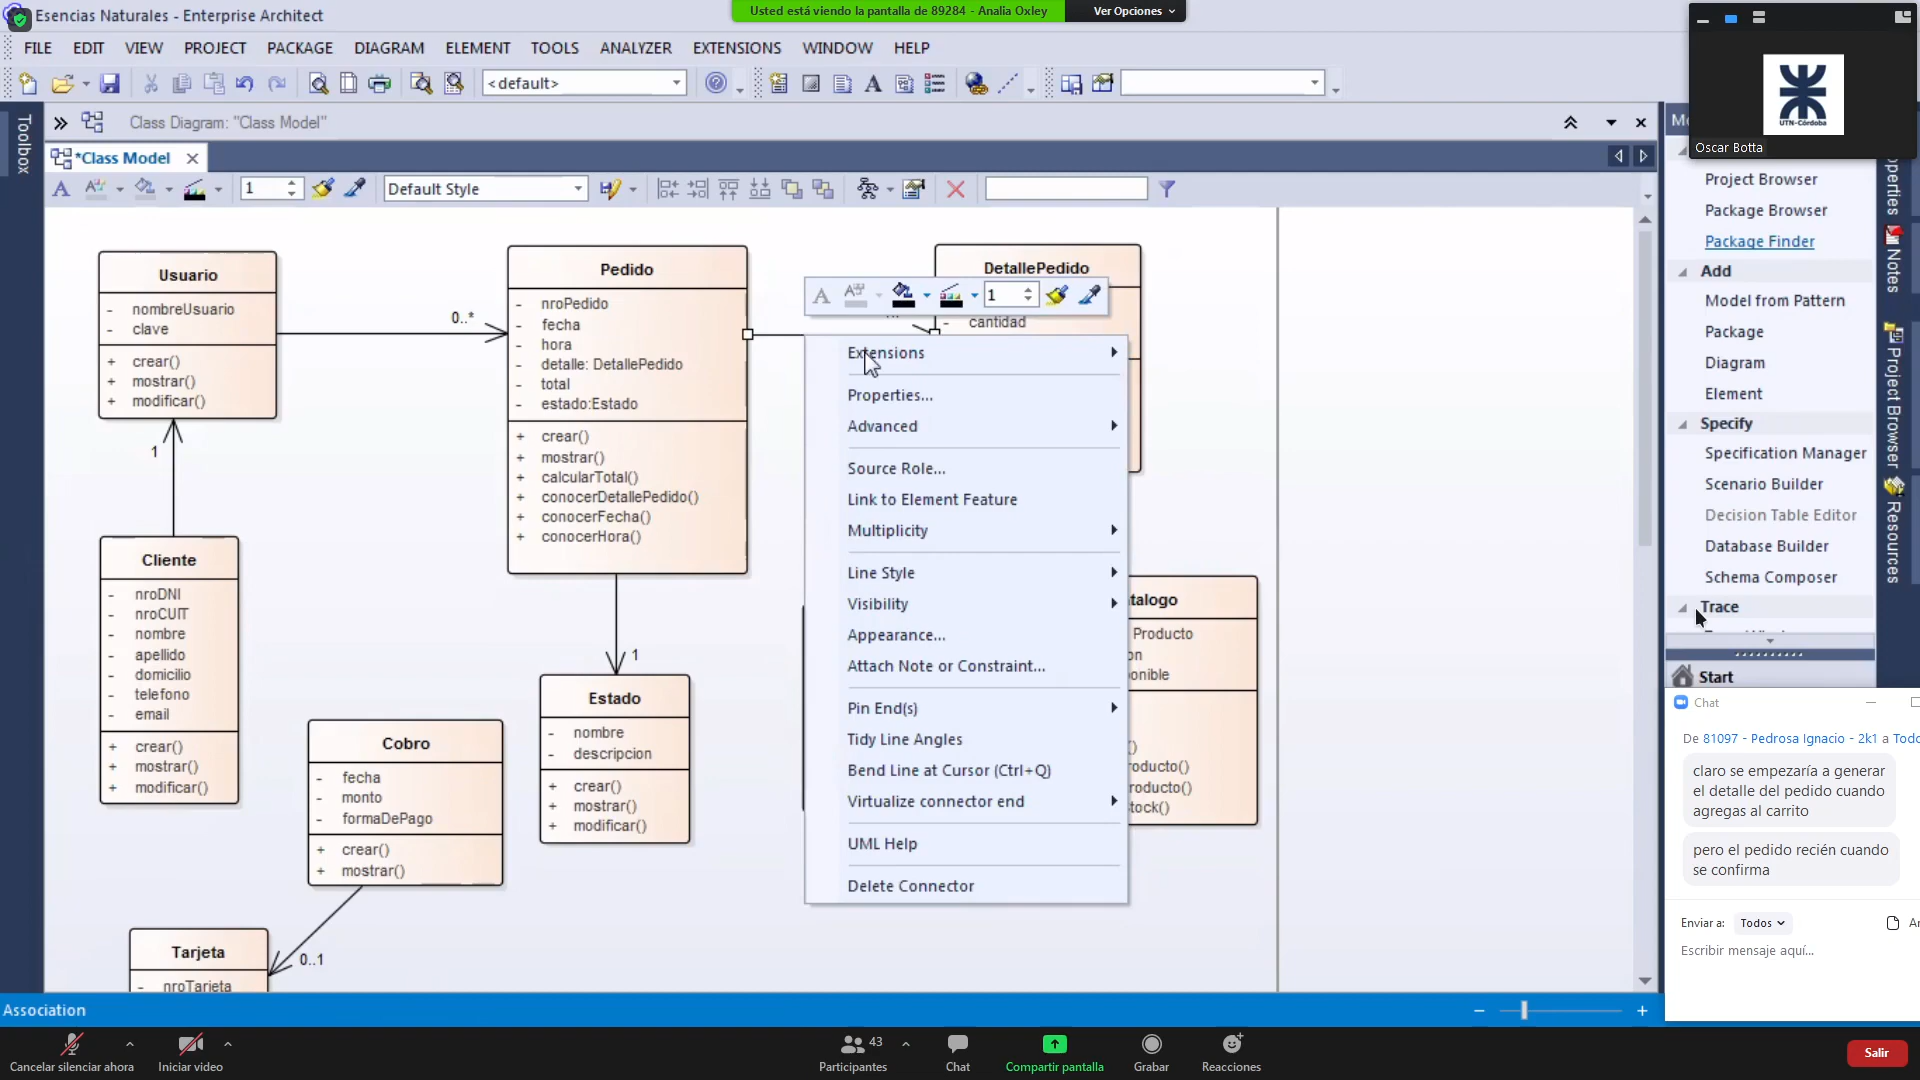 Esencias Naturales - Enterprise Architect
Usted está viendo la pantalla de 89284 - Analia Oxley
Ver Opciones
FILE EDIT VIEW PROJECT PACKAGE DIAGRAM ELEMENT TOOLS ANALYZER EXTENSIONS WINDOW HELP
<default>
Toolbox
Class Diagram: "Class Model"
*Class Model
1
Default Style
Usuario
- nombreUsuario
- clave
+ crear()
+ mostrar()
+ modificar()
0..*
Pedido
- nroPedido
- fecha
- hora
- detalle: DetallePedido
- total
- estado:Estado
+ crear()
+ mostrar()
+ calcularTotal()
+ conocerDetallePedido()
+ conocerFecha()
+ conocerHora()
DetallePedido
1
- cantidad
1
Cliente
- nroDNI
- nroCUIT
- nombre
- apellido
- domicilio
- telefono
- email
+ crear()
+ mostrar()
+ modificar()
1
Estado
- nombre
- descripcion
+ crear()
+ mostrar()
+ modificar()
Cobro
- fecha
- monto
- formaDePago
+ crear()
+ mostrar()
0..1
Tarjeta
- nroTarjeta
talogo
Producto
on
onible
()
roducto()
roducto()
tock()
Extensions
Properties...
Advanced
Source Role...
Link to Element Feature
Multiplicity
Line Style
Visibility
Appearance...
Attach Note or Constraint...
Pin End(s)
Tidy Line Angles
Bend Line at Cursor (Ctrl+Q)
Virtualize connector end
UML Help
Delete Connector
UTN-Córdoba
Oscar Botta
Project Browser
Package Browser
Package Finder
Add
Model from Pattern
Package
Diagram
Element
Specify
Specification Manager
Scenario Builder
Decision Table Editor
Database Builder
Schema Composer
Trace
Start
operties
Notes
Project Browser
Resources
Chat
De 81097 - Pedrosa Ignacio - 2k1 a Todo
claro se empezaría a generar
el detalle del pedido cuando
agregas al carrito
pero el pedido recién cuando
se confirma
Enviar a: Todos
Escribir mensaje aquí...
Association
Cancelar silenciar ahora
Iniciar video
43
Participantes
Chat
Compartir pantalla
Grabar
Reacciones
Salir